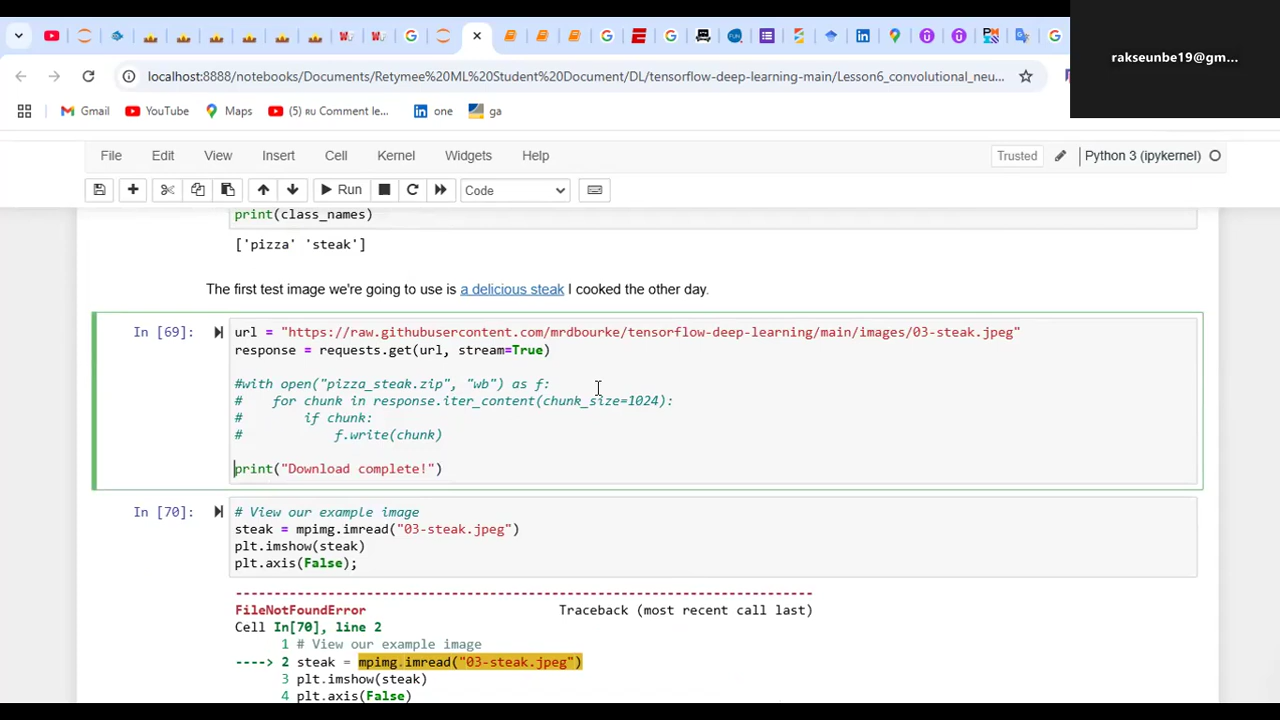 rakseunbe19@gm...
localhost:8888/notebooks/Documents/Retymee%20ML%20Student%20Document/DL/tensorflow-deep-learning-main/Lesson6_convolutional_neu...
Gmail YouTube Maps (5) ฅน Comment le... one ga
File Edit View Insert Cell Kernel Widgets Help Trusted Python 3 (ipykernel)
Run Code
print(class_names)
['pizza' 'steak']
The first test image we're going to use is a delicious steak I cooked the other day.
In [69]: url = "https://raw.githubusercontent.com/mrdbourke/tensorflow-deep-learning/main/images/03-steak.jpeg"
response = requests.get(url, stream=True)
#with open("pizza_steak.zip", "wb") as f:
#    for chunk in response.iter_content(chunk_size=1024):
#        if chunk:
#            f.write(chunk)
print("Download complete!")
In [70]: # View our example image
steak = mpimg.imread("03-steak.jpeg")
plt.imshow(steak)
plt.axis(False);
---------------------------------------------------------------------------
FileNotFoundError                         Traceback (most recent call last)
Cell In[70], line 2
1 # View our example image
----> 2 steak = mpimg.imread("03-steak.jpeg")
3 plt.imshow(steak)
4 plt.axis(False)